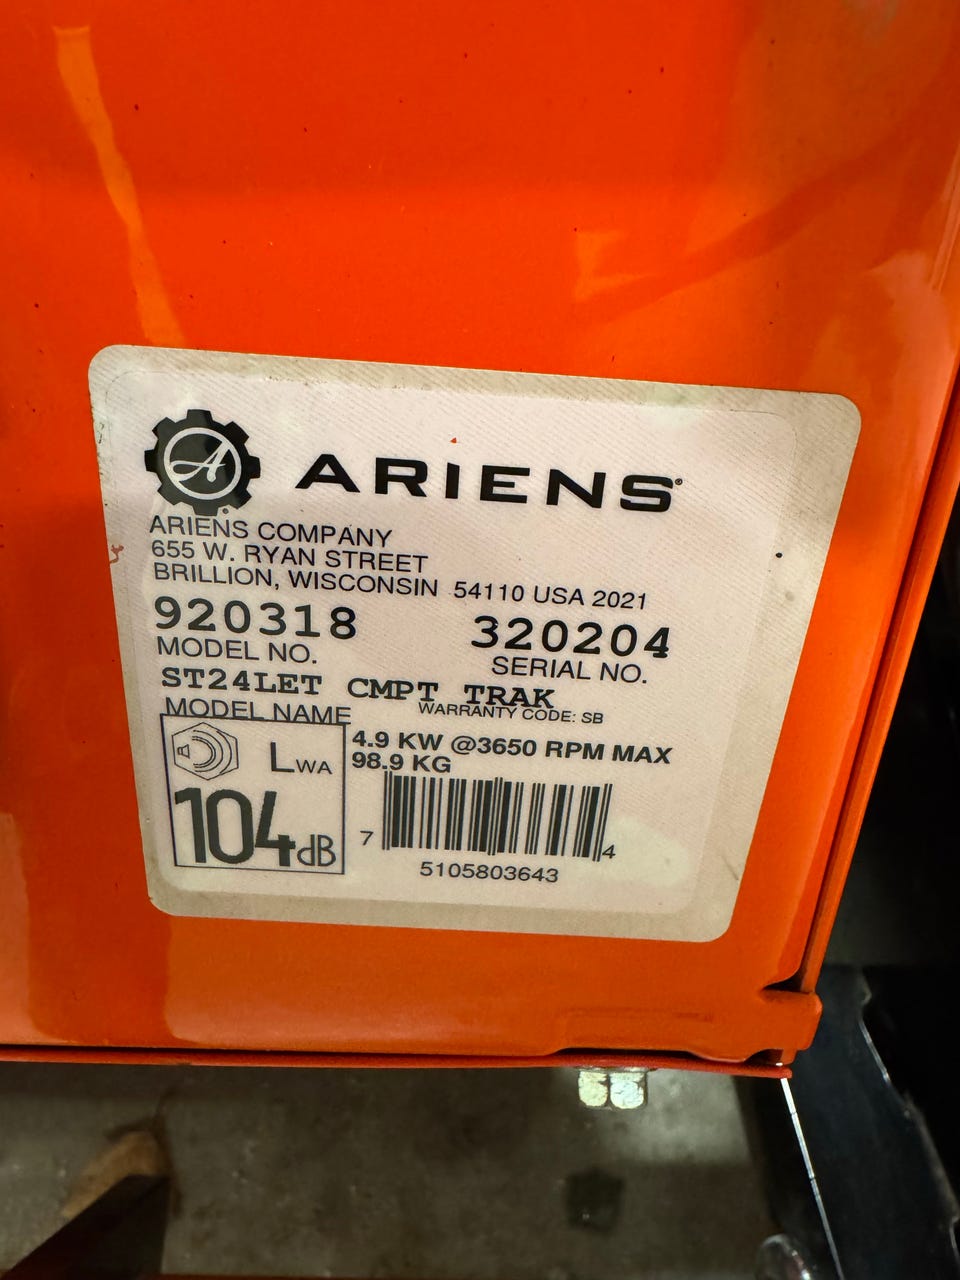 A
ARIENS®
ARIENS COMPANY
655 W. RYAN STREET
BRILLION, WISCONSIN 54110 USA 2021
920318 320204
MODEL NO. SERIAL NO.
ST24LET CMPT TRAK
MODEL NAME WARRANTY CODE: SB
LWA 4.9 KW @3650 RPM MAX
98.9 KG
104dB
7 4
5105803643